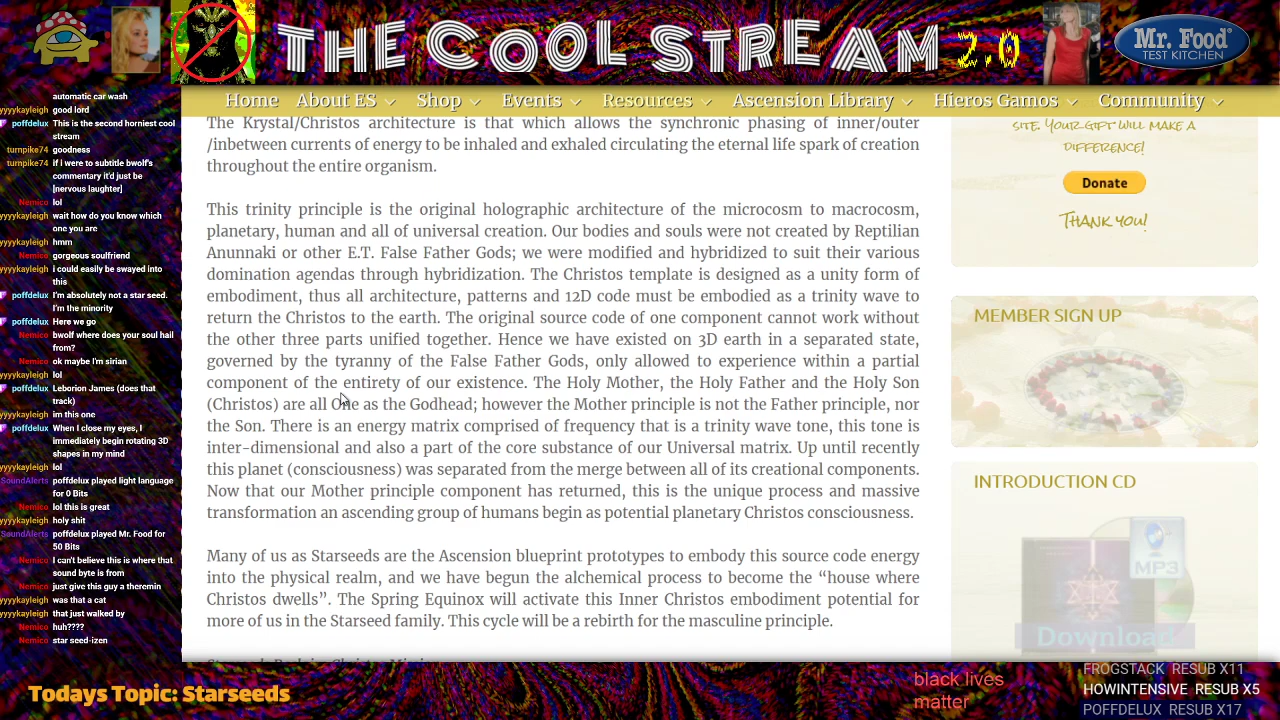 THE COOL STREAM 2.0
Mr. Food
TEST KITCHEN
Home About ES Shop Events Resources Ascension Library Hieros Gamos Community
automatic car wash
yyyykayleigh good lord
poffdelux This is the second horniest cool
stream
turnpike74 goodness
turnpike74 if i were to subtitle bwolf's
commentary it'd just be
[nervous laughter]
Nemico lol
yyyykayleigh wait how do you know which
one you are
yyyykayleigh hmm
Nemico gorgeous soulfriend
yyyykayleigh i could easily be swayed into
this
poffdelux I'm absolutely not a star seed.
I'm the minority
poffdelux Here we go
Nemico bwolf where does your soul hail
from?
Nemico ok maybe I'm sirian
yyyykayleigh lol
poffdelux Leborion James (does that
track)
yyyykayleigh im this one
poffdelux When I close my eyes, I
immediately begin rotating 3D
shapes in my mind
yyyykayleigh lol
SoundAlerts poffdelux played light language
for 0 Bits
Nemico lol this is great
yyyykayleigh holy shit
SoundAlerts poffdelux played Mr. Food for
50 Bits
Nemico I can't believe this is where that
sound byte is from
Nemico just give this guy a theremin
yyyykayleigh was that a cat
yyyykayleigh that just walked by
Nemico huh????
Nemico star seed-izen
The Krystal/Christos architecture is that which allows the synchronic phasing of inner/outer
/inbetween currents of energy to be inhaled and exhaled circulating the eternal life spark of creation
throughout the entire organism.
This trinity principle is the original holographic architecture of the microcosm to macrocosm,
planetary, human and all of universal creation. Our bodies and souls were not created by Reptilian
Anunnaki or other E.T. False Father Gods; we were modified and hybridized to suit their various
domination agendas through hybridization. The Christos template is designed as a unity form of
embodiment, thus all architecture, patterns and 12D code must be embodied as a trinity wave to
return the Christos to the earth. The original source code of one component cannot work without
the other three parts unified together. Hence we have existed on 3D earth in a separated state,
governed by the tyranny of the False Father Gods, only allowed to experience within a partial
component of the entirety of our existence. The Holy Mother, the Holy Father and the Holy Son
(Christos) are all One as the Godhead; however the Mother principle is not the Father principle, nor
the Son. There is an energy matrix comprised of frequency that is a trinity wave tone, this tone is
inter-dimensional and also a part of the core substance of our Universal matrix. Up until recently
this planet (consciousness) was separated from the merge between all of its creational components.
Now that our Mother principle component has returned, this is the unique process and massive
transformation an ascending group of humans begin as potential planetary Christos consciousness.
Many of us as Starseeds are the Ascension blueprint prototypes to embody this source code energy
into the physical realm, and we have begun the alchemical process to become the “house where
Christos dwells”. The Spring Equinox will activate this Inner Christos embodiment potential for
more of us in the Starseed family. This cycle will be a rebirth for the masculine principle.
site. Your gift will make a
difference!
Donate
Thank you!
MEMBER SIGN UP
INTRODUCTION CD
MP3
Download
Todays Topic: Starseeds
black lives
matter
FROGSTACK RESUB X11
HOWINTENSIVE RESUB X5
POFFDELUX RESUB X17